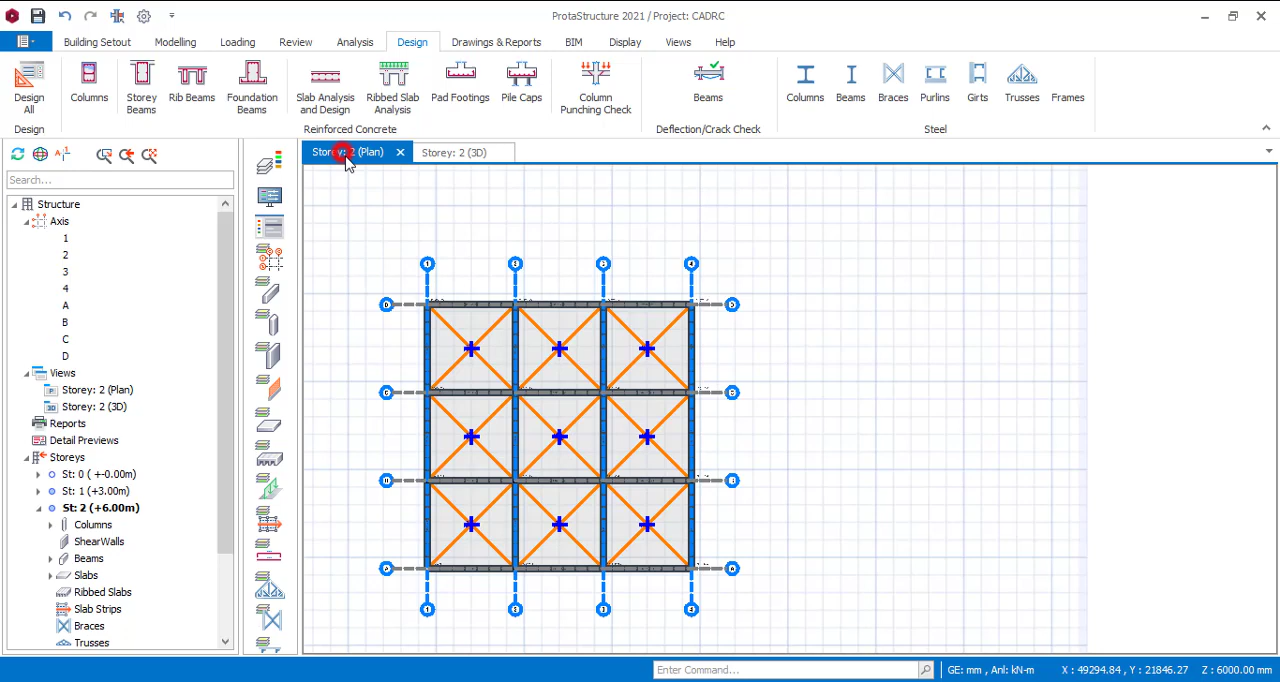 ProtaStructure 2021 / Project: CADRC
Building Setout Modelling Loading Review Analysis Design Drawings & Reports BIM Display Views Help
Design All
Columns
Storey Beams
Rib Beams
Foundation Beams
Slab Analysis and Design
Ribbed Slab Analysis
Pad Footings
Pile Caps
Column Punching Check
Beams
Columns
Beams
Braces
Purlins
Girts
Trusses
Frames
Design Reinforced Concrete Deflection/Crack Check Steel
Storey: 2 (Plan) Storey: 2 (3D)
Search...
Structure
Axis
1
2
3
4
A
B
C
D
Views
Storey: 2 (Plan)
Storey: 2 (3D)
Reports
Detail Previews
Storeys
St: 0 ( +-0.00m)
St: 1 (+3.00m)
St: 2 (+6.00m)
Columns
ShearWalls
Beams
Slabs
Ribbed Slabs
Slab Strips
Braces
Trusses
Enter Command...
GE: mm , Anl: kN-m
X : 49294.84 , Y : 21846.27
Z : 6000.00 mm